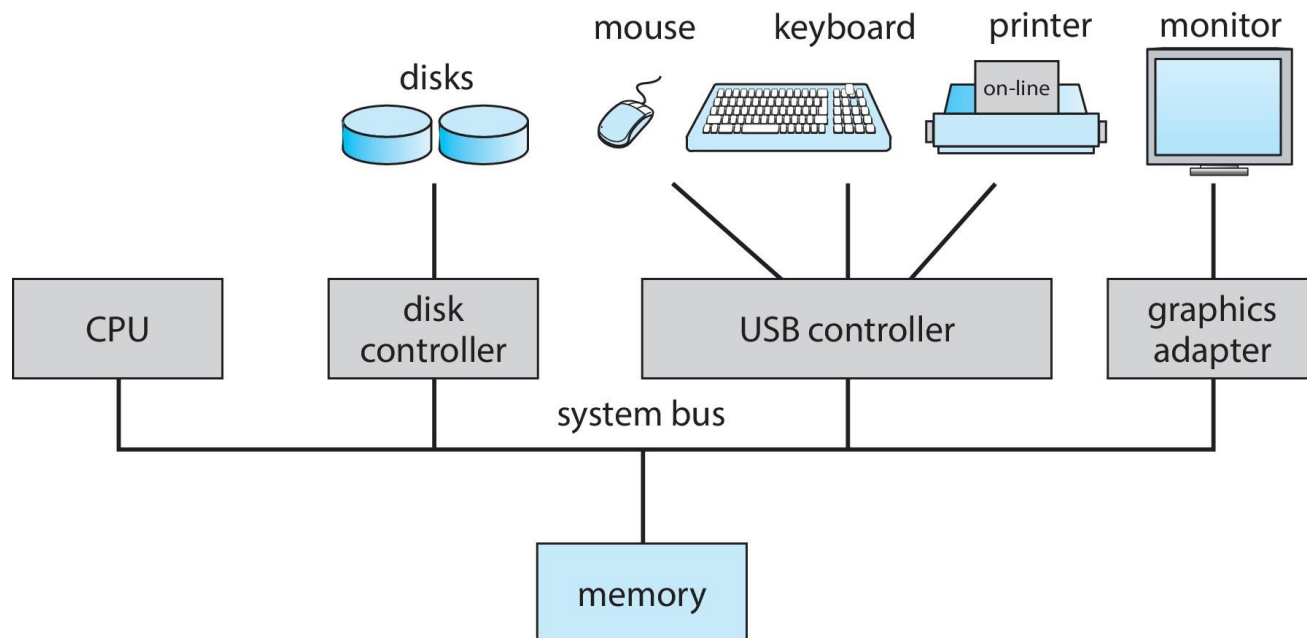 mouse
keyboard
printer
monitor
disks
on-line
CPU
disk
controller
USB controller
graphics
adapter
system bus
memory